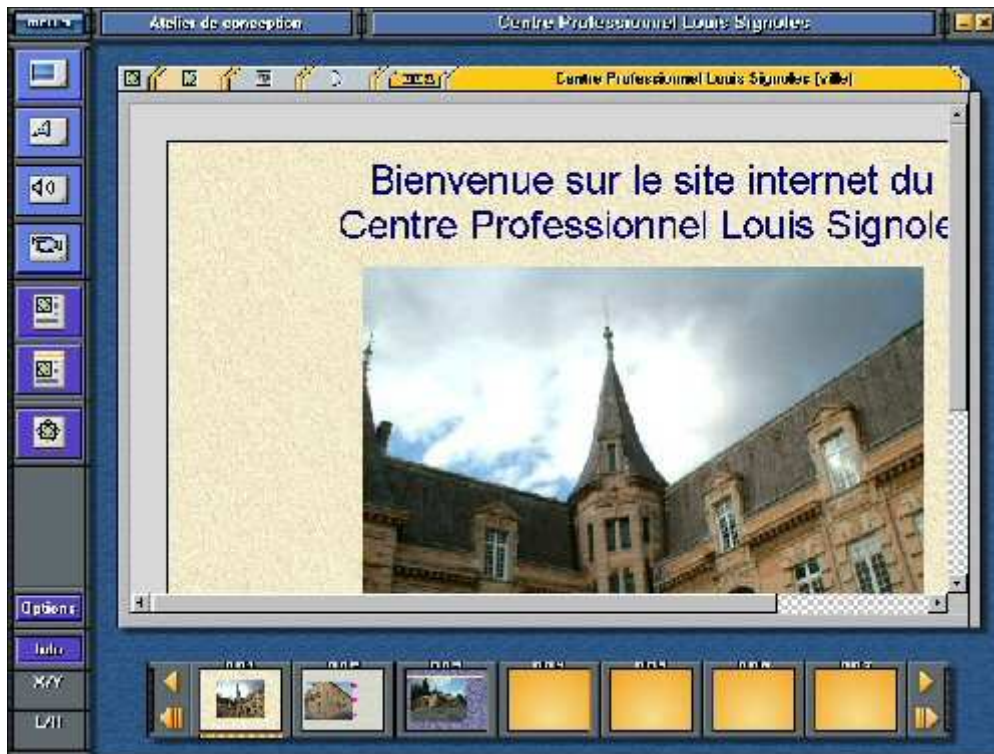 Atelier de conception
Centre Professionnel Louis Signoles
Centre Professionnel Louis Signoles (ville)
Bienvenue sur le site internet du
Centre Professionnel Louis Signole
Options
X/Y
L/H